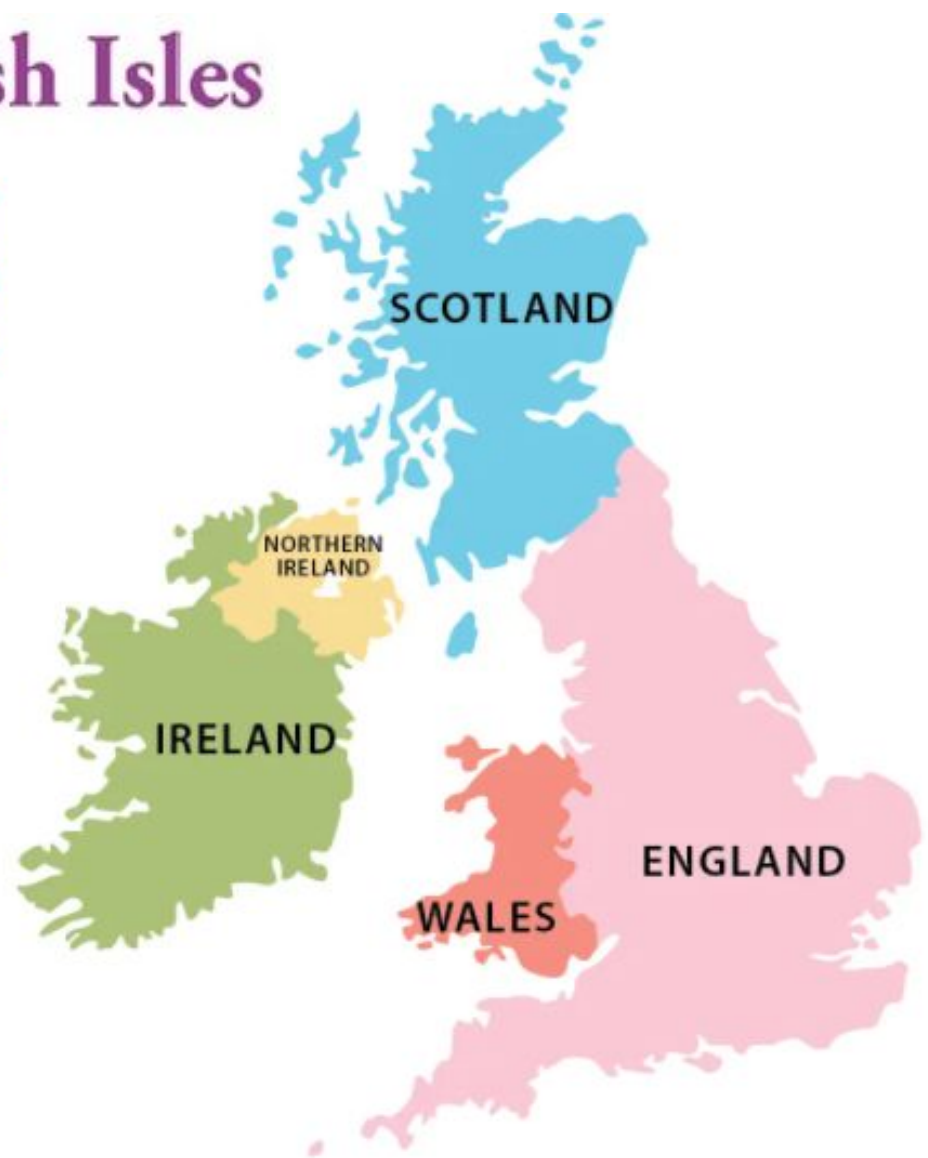 sh Isles
SCOTLAND
NORTHERN
IRELAND
IRELAND
ENGLAND
WALES